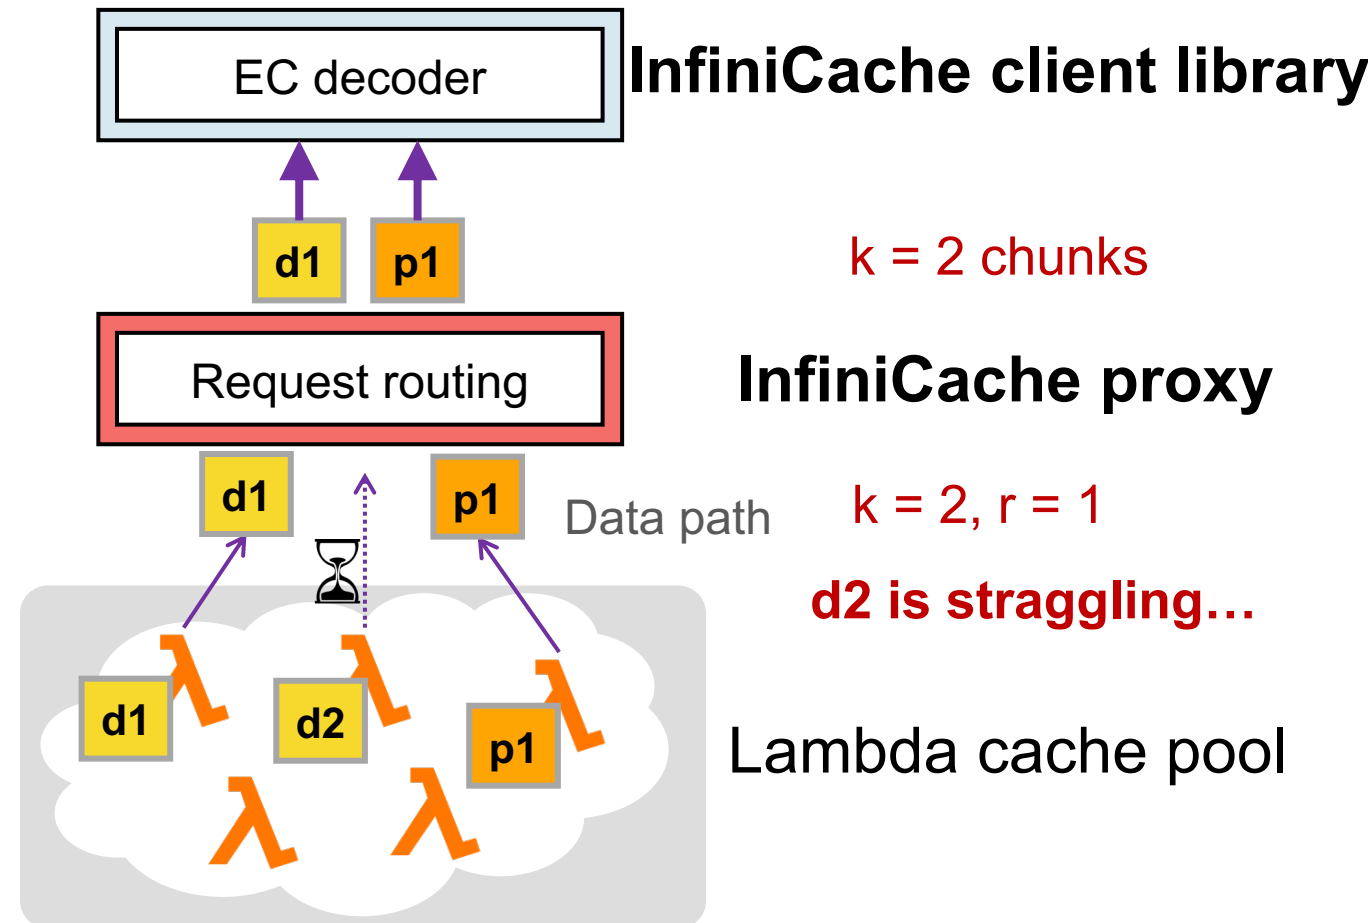 EC decoder
InfiniCache client library
d1
p1
k = 2 chunks
Request routing
InfiniCache proxy
d1
p1
Data path
k = 2, r = 1
d2 is straggling…
λ
λ
λ
d1
d2
p1
Lambda cache pool
λ
λ